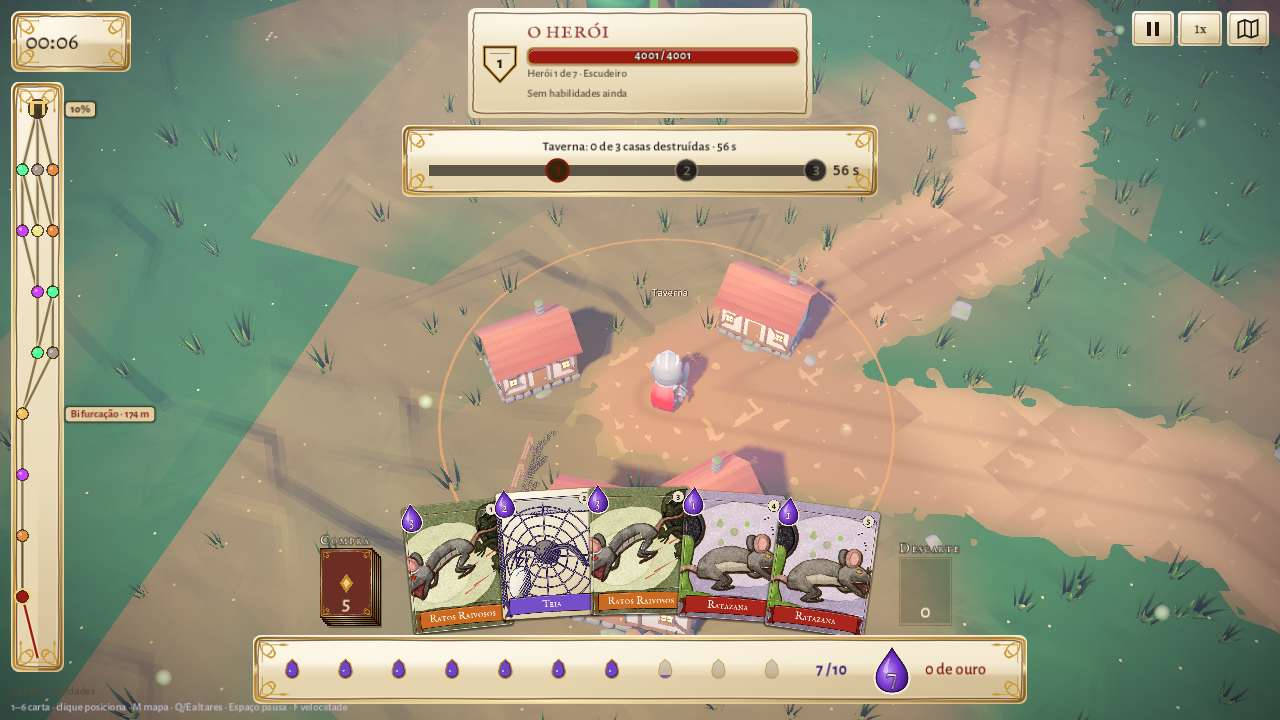 00:06
O HERÓI
1
4001/4001
Herói 1 de 7 · Escudeiro
Sem habilidades ainda
1x
10%
Taverna: 0 de 3 casas destruídas · 56 s
1
2
3
56 s
Taverna
Bifurcação · 174 m
Compra
5
3
1
Ratos Raivosos
2
Teia
3
3
Ratos Raivosos
1
4
Ratazana
1
5
Ratazana
Descarte
0
7/10
7
0 de ouro
1–6 carta · clique posiciona · M mapa · Q/E altares · Espaço pausa · F velocidade